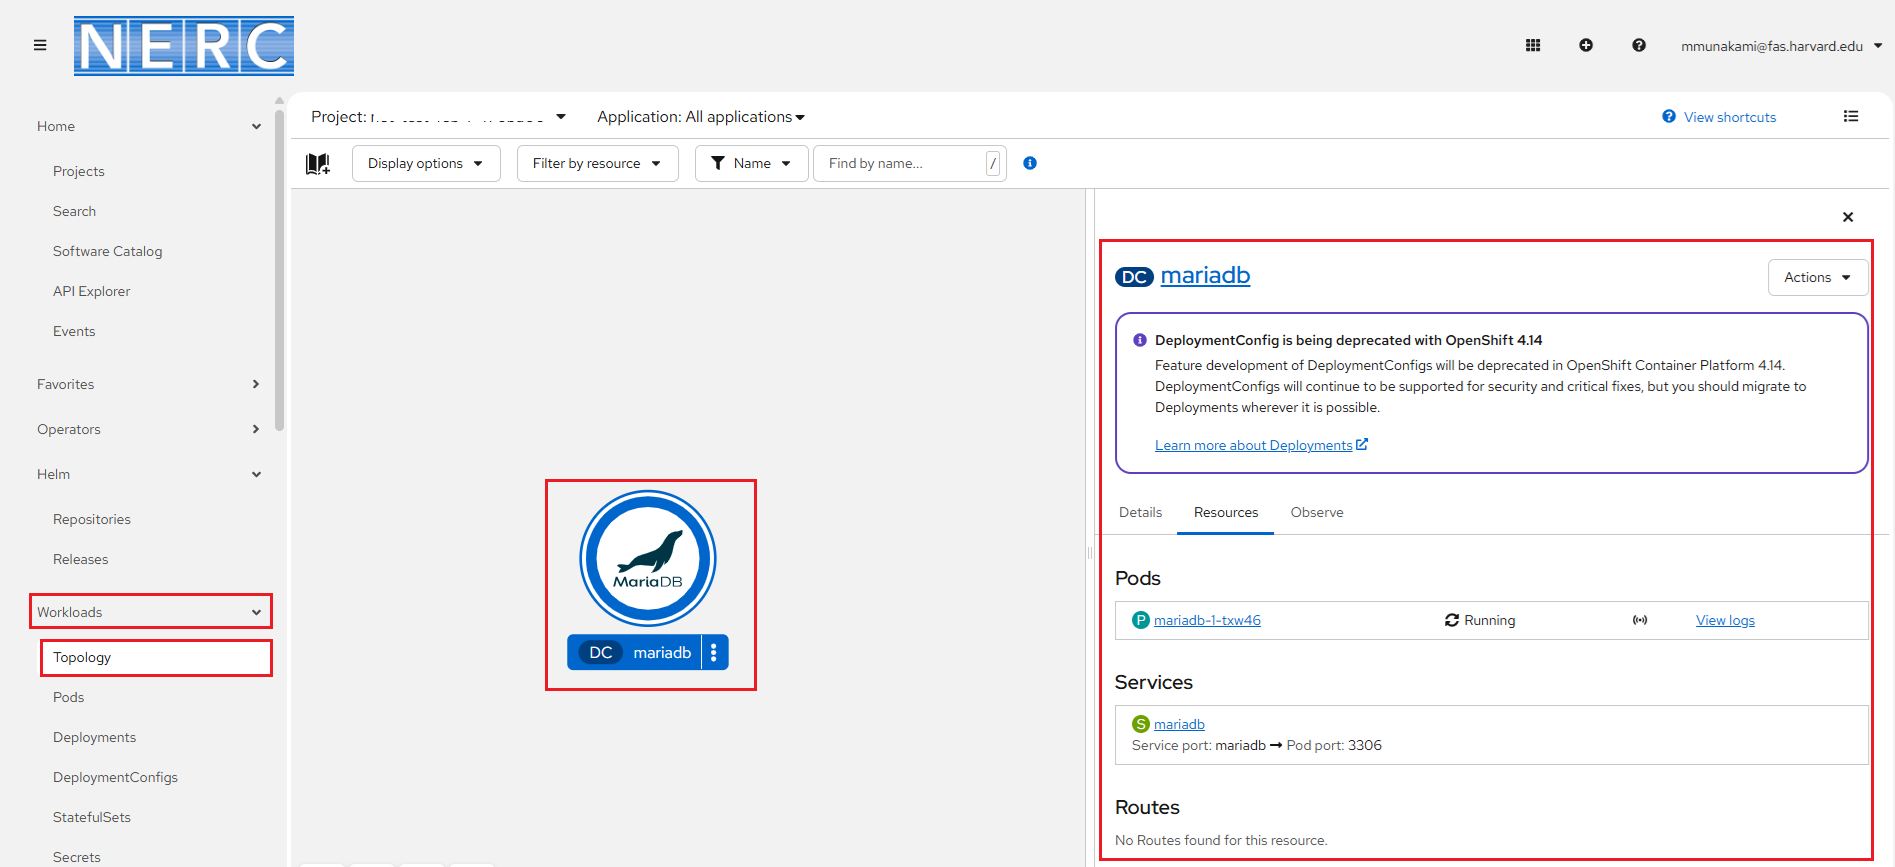 NERC
mmunakami@fas.harvard.edu
Home
Projects
Search
Software Catalog
API Explorer
Events
Favorites
Operators
Helm
Repositories
Releases
Workloads
Topology
Pods
Deployments
DeploymentConfigs
StatefulSets
Secrets
Project:
Application: All applications
View shortcuts
Display options
Filter by resource
Name
Find by name...
/
MariaDB
DC mariadb
DC mariadb
Actions
DeploymentConfig is being deprecated with OpenShift 4.14
Feature development of DeploymentConfigs will be deprecated in OpenShift Container Platform 4.14.
DeploymentConfigs will continue to be supported for security and critical fixes, but you should migrate to
Deployments wherever it is possible.
Learn more about Deployments
Details
Resources
Observe
Pods
P mariadb-1-txw46
Running
View logs
Services
S mariadb
Service port: mariadb → Pod port: 3306
Routes
No Routes found for this resource.